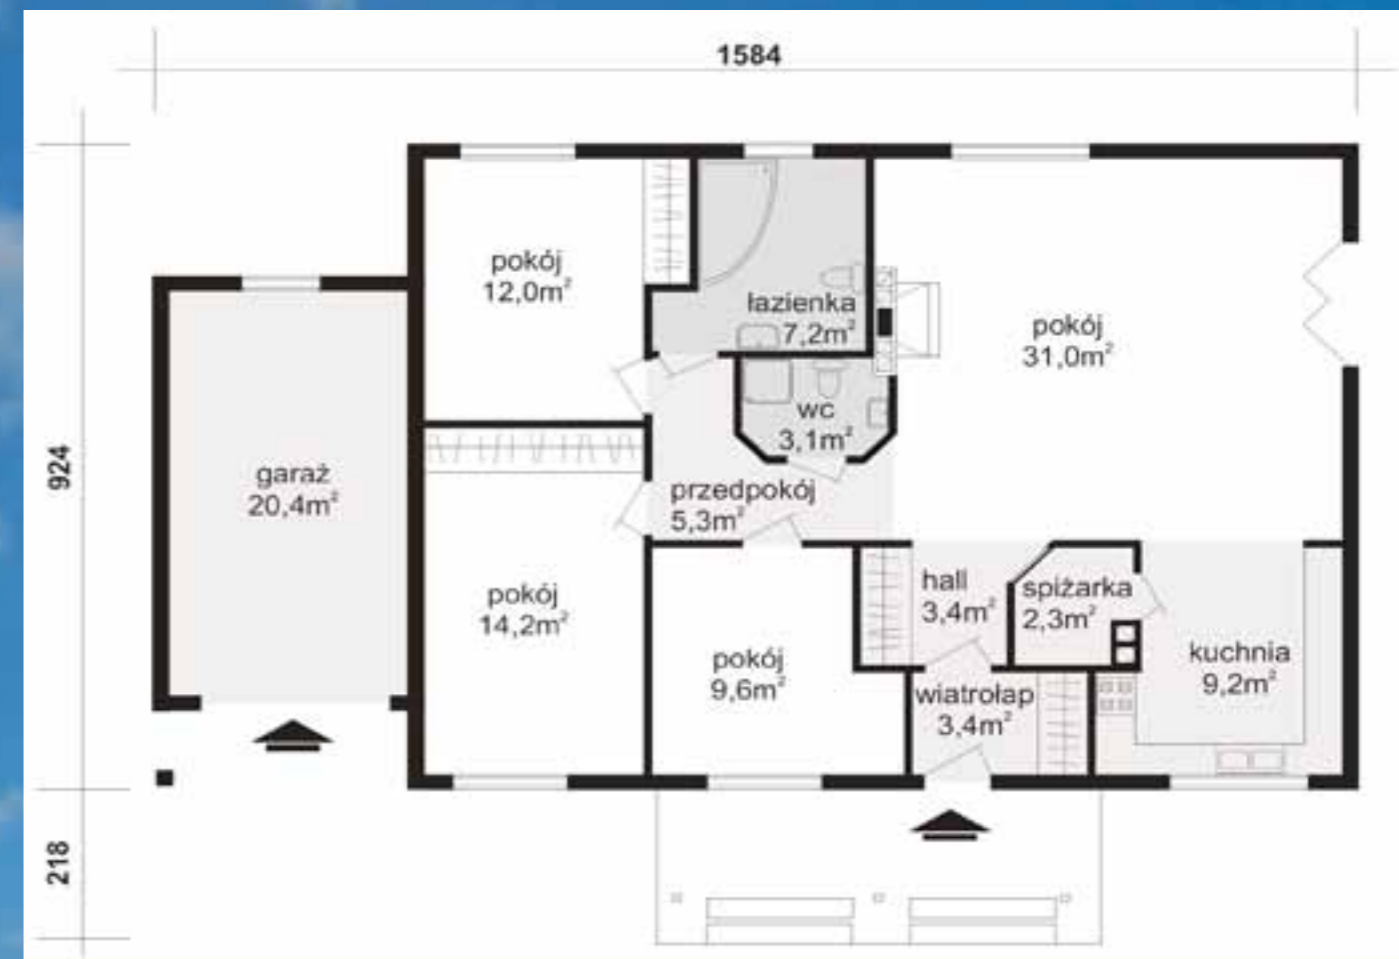 1584
pokój
12,0m²
łazienka
7,2m²
pokój
31,0m²
wc
3,1m²
garaż
20,4m²
924
przedpokój
5,3m²
pokój
14,2m²
hall
3,4m²
spiżarka
2,3m²
pokój
9,6m²
kuchnia
9,2m²
wiatrołap
3,4m²
218